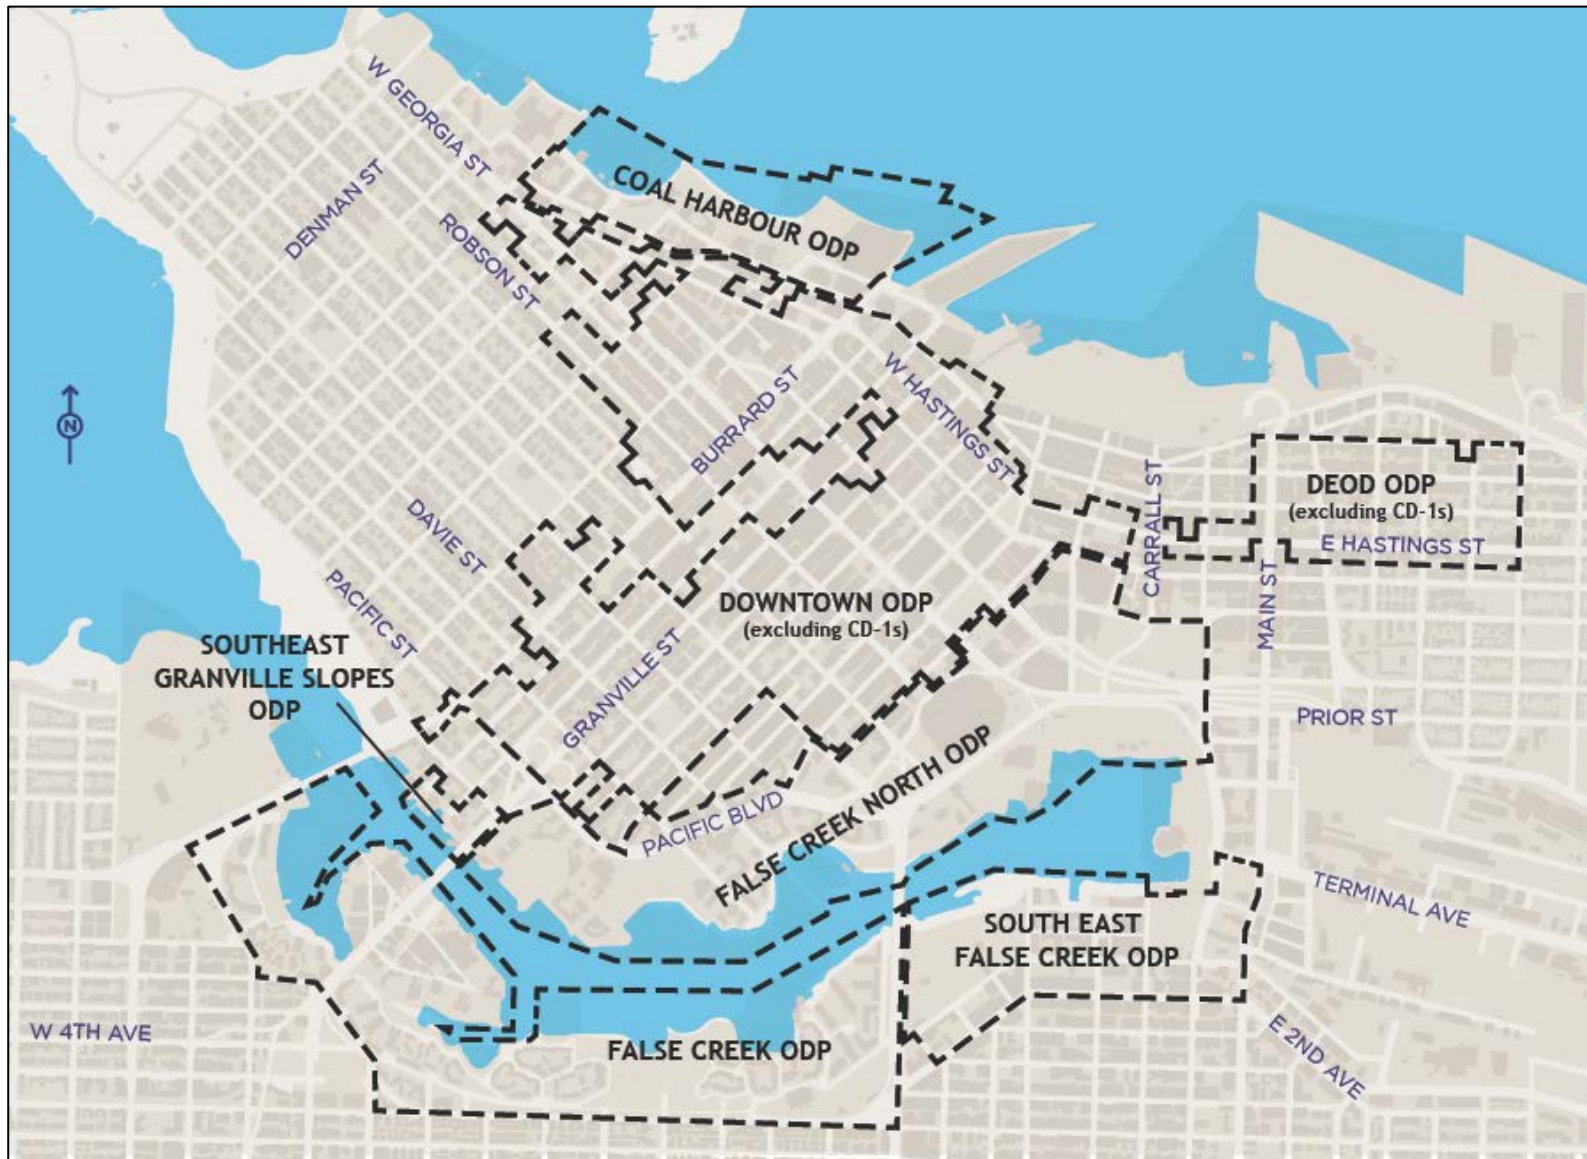 W GEORGIA ST
DENMAN ST
COAL HARBOUR ODP
ROBSON ST
BURRARD ST
W HASTINGS ST
N
DAVIE ST
PACIFIC ST
CARRALL ST
DEOD ODP
(excluding CD-1s)
E HASTINGS ST
MAIN ST
DOWNTOWN ODP
(excluding CD-1s)
SOUTHEAST
GRANVILLE SLOPES
ODP
GRANVILLE ST
PRIOR ST
PACIFIC BLVD
FALSE CREEK NORTH ODP
TERMINAL AVE
SOUTH EAST
FALSE CREEK ODP
W 4TH AVE
FALSE CREEK ODP
E 2ND AVE